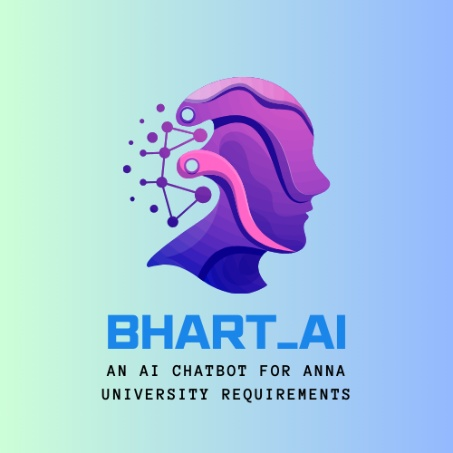 BHART_AI
AN AI CHATBOT FOR ANNA
UNIVERSITY REQUIREMENTS